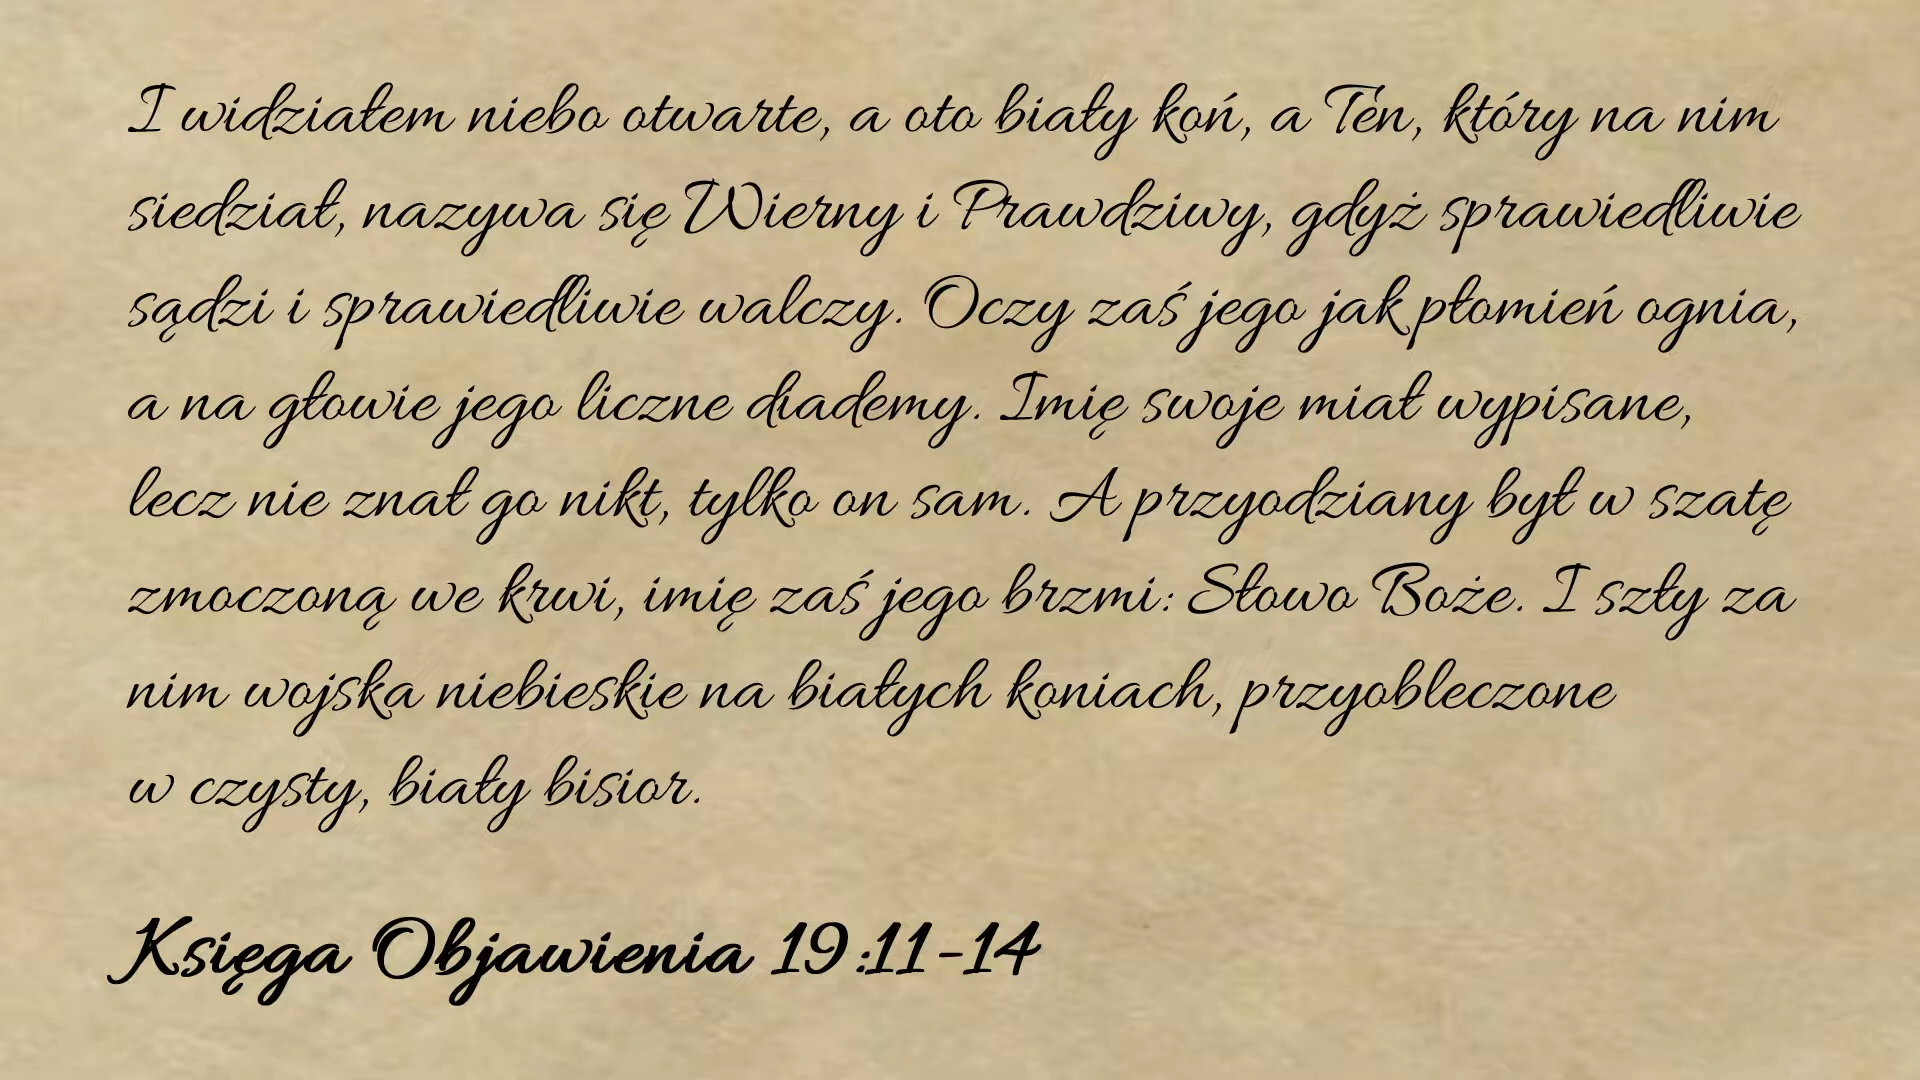 I widziałem niebo otwarte, a oto biały koń, a Ten, który na nim
siedział, nazywa się Wierny i Prawdziwy, gdyż sprawiedliwie
sądzi i sprawiedliwie walczy. Oczy zaś jego jak płomień ognia,
a na głowie jego liczne diademy. Imię swoje miał wypisane,
lecz nie znał go nikt, tylko on sam. A przyodziany był w szatę
zmoczoną we krwi, imię zaś jego brzmi: Słowo Boże. I szły za
nim wojska niebieskie na białych koniach, przyobleczone
w czysty, biały bisior.
Księga Objawienia 19:11-14